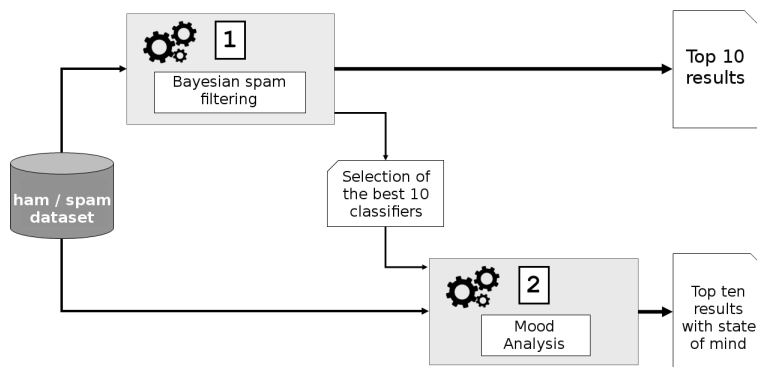 1
Bayesian spam
filtering
Top 10
results
ham / spam
dataset
Selection of
the best 10
classifiers
2
Mood
Analysis
Top ten
results
with state
of mind